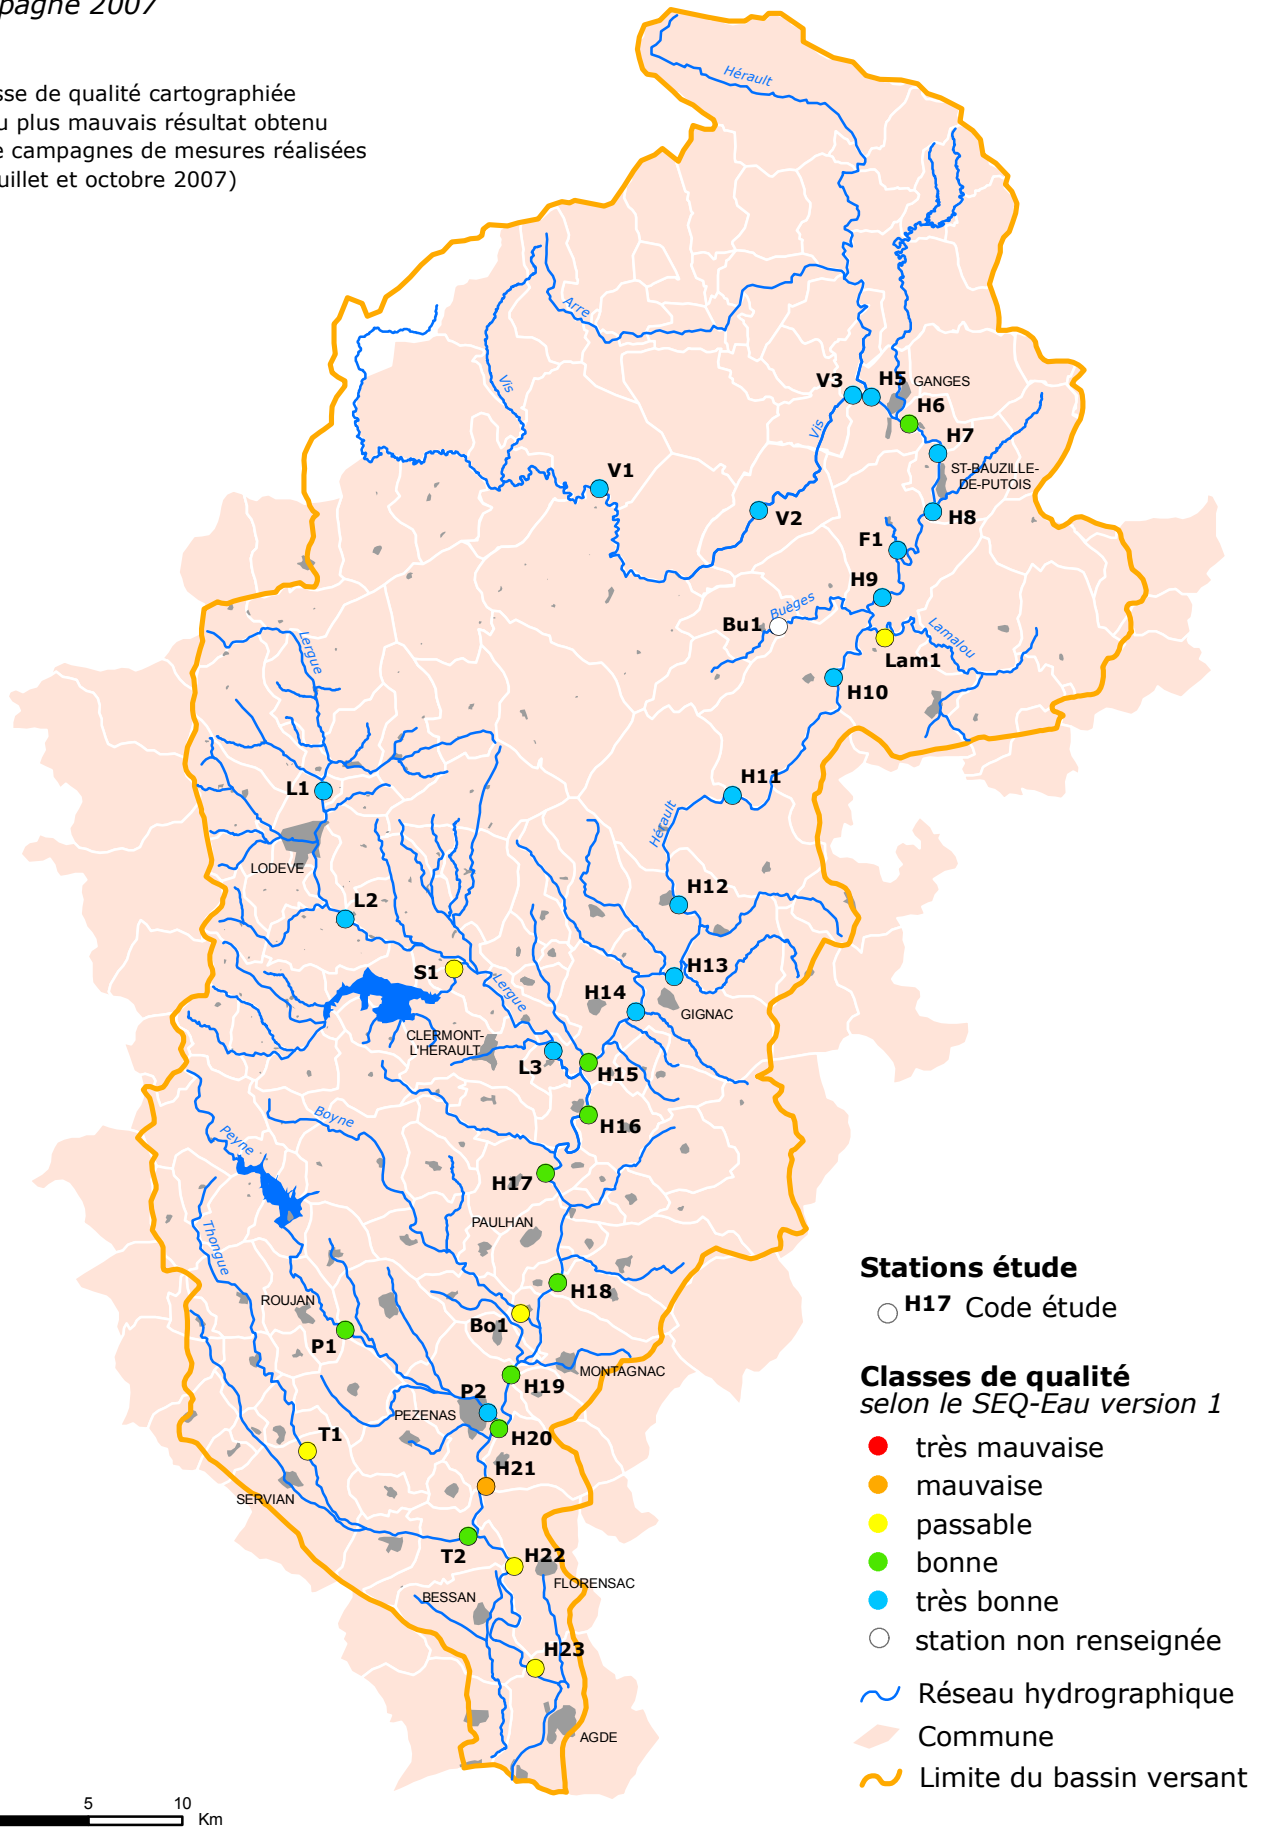 pagne 2007
sse de qualité cartographiée
u plus mauvais résultat obtenu
e campagnes de mesures réalisées
uillet et octobre 2007)
Hérault
Arre
Vis
V3
H5
GANGES
H6
Vis
H7
ST-BAUZILLE-
DE-PUTOIS
V1
V2
H8
F1
H9
Buèges
Bu1
Lamalou
Lam1
Lergue
H10
H11
L1
Hérault
LODEVE
H12
L2
S1
H13
Lergue
H14
GIGNAC
CLERMONT-
L'HERAULT
L3
H15
Boyne
H16
Peyne
H17
PAULHAN
Thongue
H18
ROUJAN
Bo1
P1
MONTAGNAC
H19
P2
PEZENAS
H20
T1
H21
SERVIAN
T2
H22
FLORENSAC
BESSAN
H23
AGDE
Stations étude
H17 Code étude
Classes de qualité
selon le SEQ-Eau version 1
très mauvaise
mauvaise
passable
bonne
très bonne
station non renseignée
Réseau hydrographique
Commune
Limite du bassin versant
5 10
Km